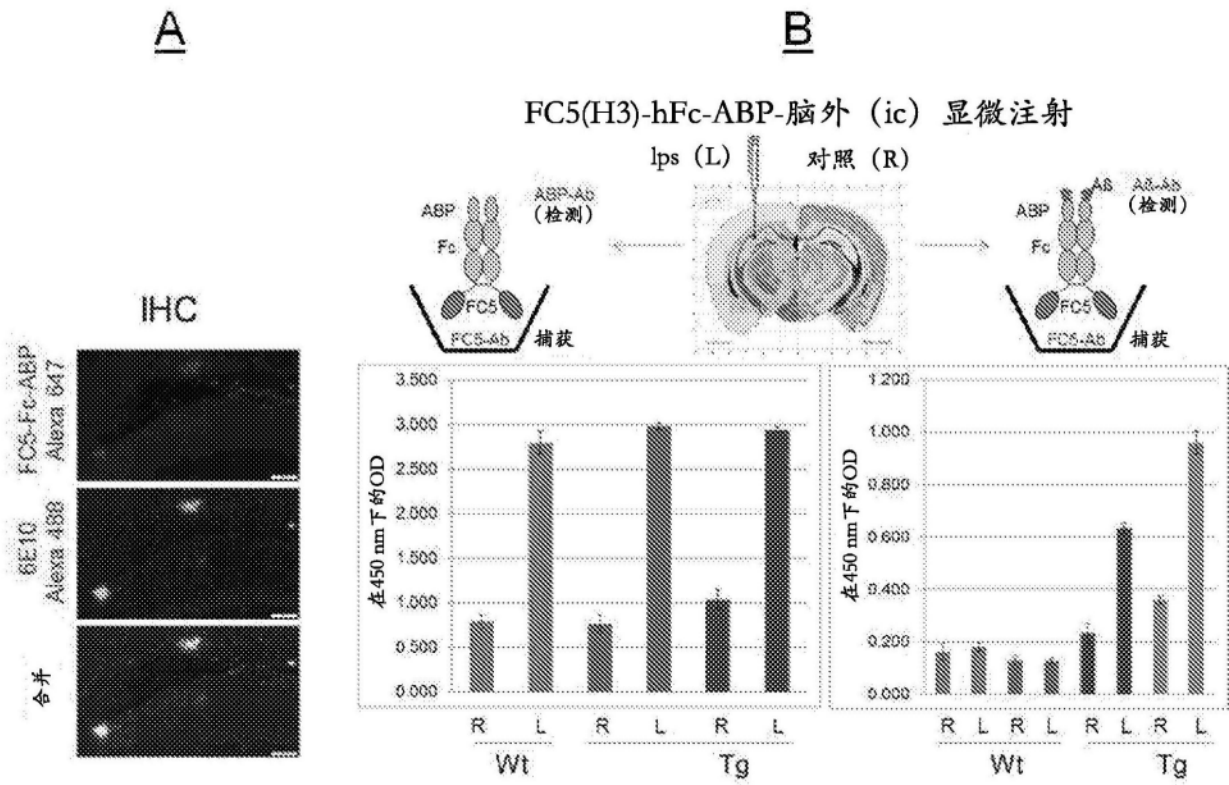 A
B
FC5(H3)-hFc-ABP-脑外（ic）显微注射
lps（L）
对照（R）
ABP-Ab
（检测）
ABP
Fc
FC5
FC5-Ab
捕获
Aß
Aß-Ab
（检测）
ABP
Fc
FC5
FC5-Ab
捕获
IHC
FC5-Fc-ABP
Alexa 647
6E10
Alexa 488
合并
在450 nm下的OD
3.500
3.000
2.500
2.000
1.500
1.000
0.500
0.000
R L R L R L
Wt Tg
在450 nm下的OD
1.200
1.000
0.800
0.600
0.400
0.200
0.000
R L R L R L R L
Wt Tg